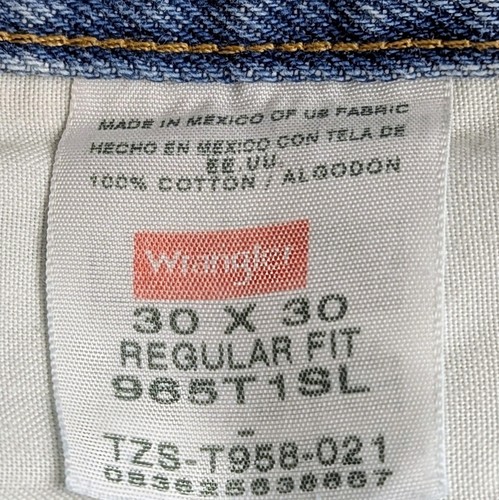 MADE IN MEXICO OF US FABRIC
HECHO EN MEXICO CON TELA DE
EE UU.
100% COTTON / ALGODON
Wrangler
30 X 30
REGULAR FIT
965T1SL
-
TZS-T958-021